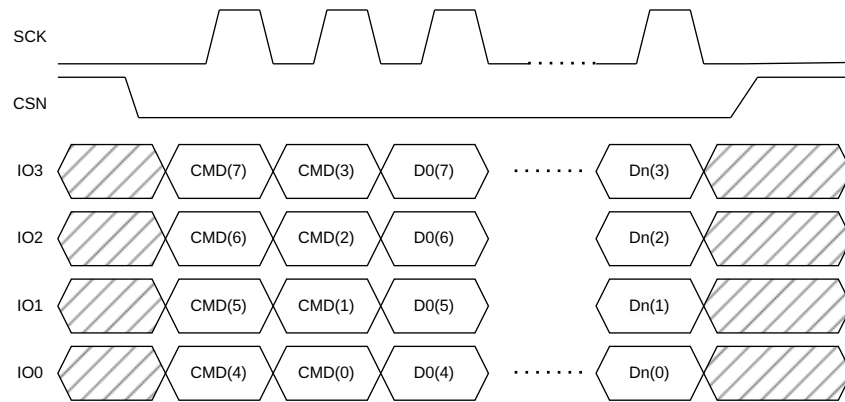 SCK
CSN
IO3 CMD(7) CMD(3) D0(7) Dn(3)
IO2 CMD(6) CMD(2) D0(6) Dn(2)
IO1 CMD(5) CMD(1) D0(5) Dn(1)
IO0 CMD(4) CMD(0) D0(4) Dn(0)